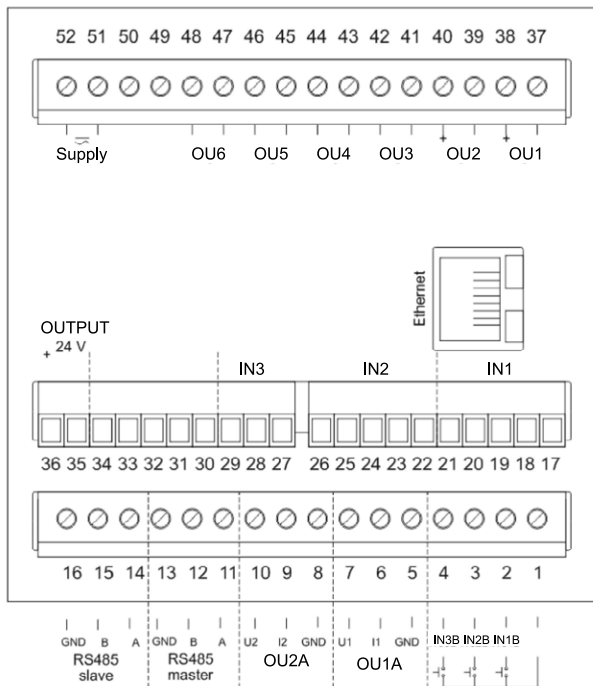 52 51 50 49 48 47 46 45 44 43 42 41 40 39 38 37
+ +
Supply OU6 OU5 OU4 OU3 OU2 OU1
Ethernet
OUTPUT
+ 24 V
IN3 IN2 IN1
36 35 34 33 32 31 30 29 28 27 26 25 24 23 22 21 20 19 18 17
16 15 14 13 12 11 10 9 8 7 6 5 4 3 2 1
GND B A GND B A U2 I2 GND U1 I1 GND IN3B IN2B IN1B
RS485 RS485 OU2A OU1A
slave master